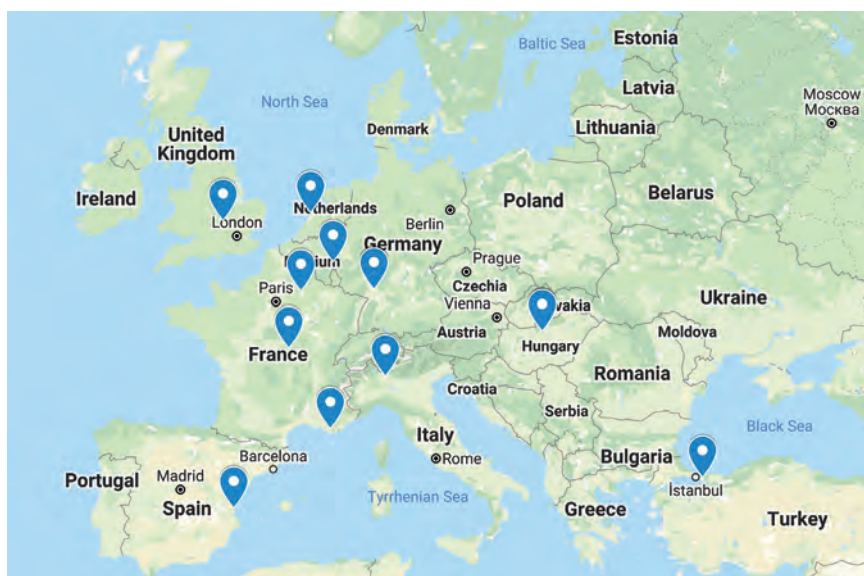 Estonia
Baltic Sea
Latvia
Moscow
Москва
North Sea
Denmark
United
Kingdom
Lithuania
Ireland
Netherlands
Poland
Belarus
London
Berlin
Germany
Prague
Czechia
Paris
Vienna
Ukraine
Austria
Moldova
France
Hungary
Romania
Croatia
Serbia
Italy
Black Sea
Barcelona
Rome
Bulgaria
Portugal
Madrid
Spain
Tyrrhenian Sea
İstanbul
Greece
Turkey